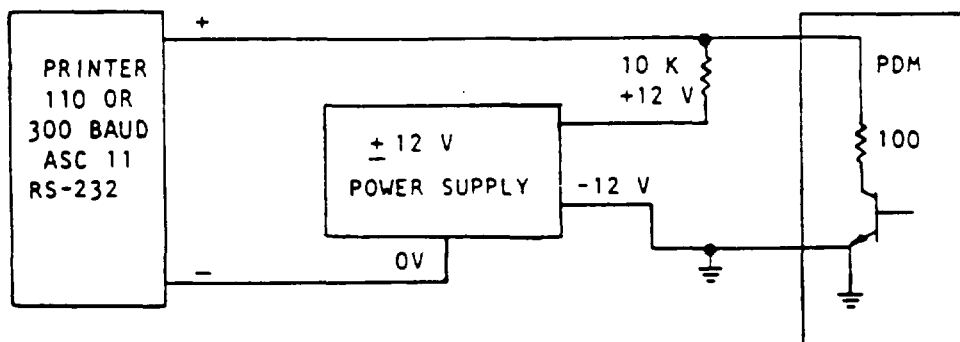 +
PRINTER
110 OR
300 BAUD
ASC 11
RS-232
−
± 12 V
POWER SUPPLY
0V
10 K
+12 V
-12 V
PDM
100